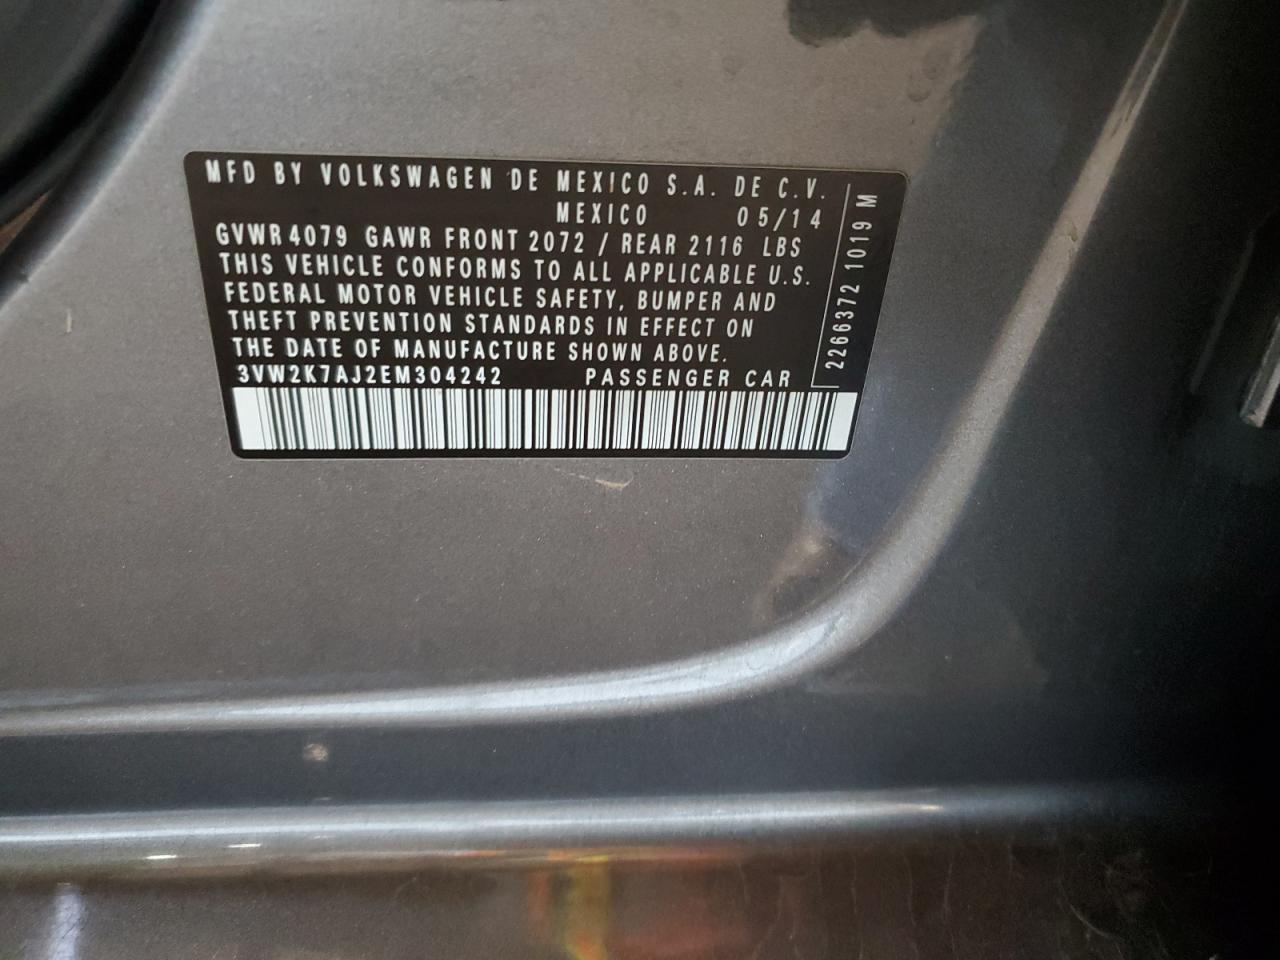 MFD BY VOLKSWAGEN DE MEXICO S.A. DE C.V.
MEXICO 05/14
GVWR 4079 GAWR FRONT 2072 / REAR 2116 LBS
THIS VEHICLE CONFORMS TO ALL APPLICABLE U.S.
FEDERAL MOTOR VEHICLE SAFETY, BUMPER AND
THEFT PREVENTION STANDARDS IN EFFECT ON
THE DATE OF MANUFACTURE SHOWN ABOVE.
3VW2K7AJ2EM304242 PASSENGER CAR
2266372 1019 M